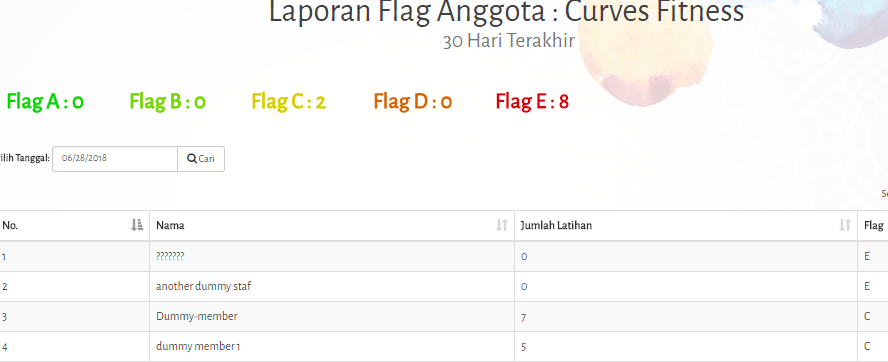 Laporan Flag Anggota : Curves Fitness
30 Hari Terakhir
Flag A : 0 Flag B : 0 Flag C : 2 Flag D : 0 Flag E : 8
ilih Tanggal: 06/28/2018 Cari
No. Nama Jumlah Latihan Flag
1 ??????? 0 E
2 another dummy staf 0 E
3 Dummy-member 7 C
4 dummy member 1 5 C